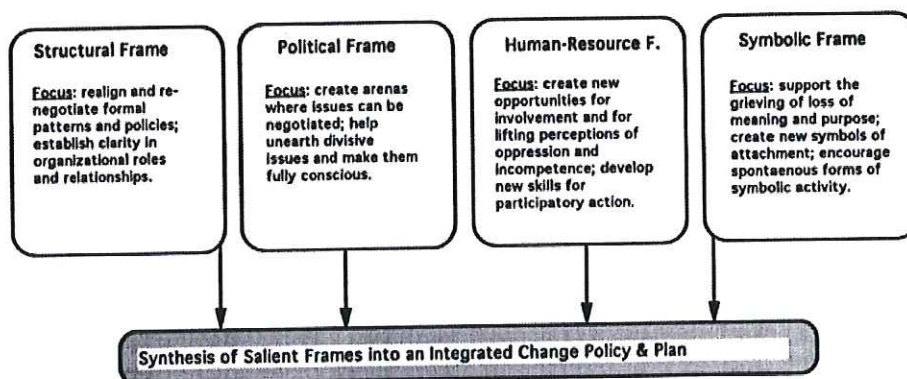 Structural Frame
Focus: realign and re-
negotiate formal
patterns and policies;
establish clarity in
organizational roles
and relationships.
Political Frame
Focus: create arenas
where issues can be
negotiated; help
unearth divisive
issues and make them
fully conscious.
Human-Resource F.
Focus: create new
opportunities for
involvement and for
lifting perceptions of
oppression and
incompetence; develop
new skills for
participatory action.
Symbolic Frame
Focus: support the
grieving of loss of
meaning and purpose;
create new symbols of
attachment; encourage
spontaenous forms of
symbolic activity.
Synthesis of Salient Frames into an Integrated Change Policy & Plan